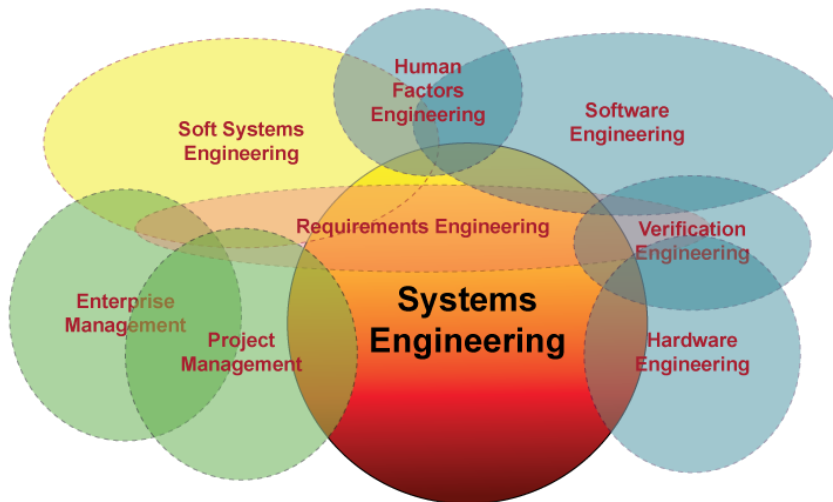 Human
Factors
Engineering
Software
Engineering
Soft Systems
Engineering
Requirements Engineering
Verification
Engineering
Enterprise
Management
Project
Management
Systems
Engineering
Hardware
Engineering